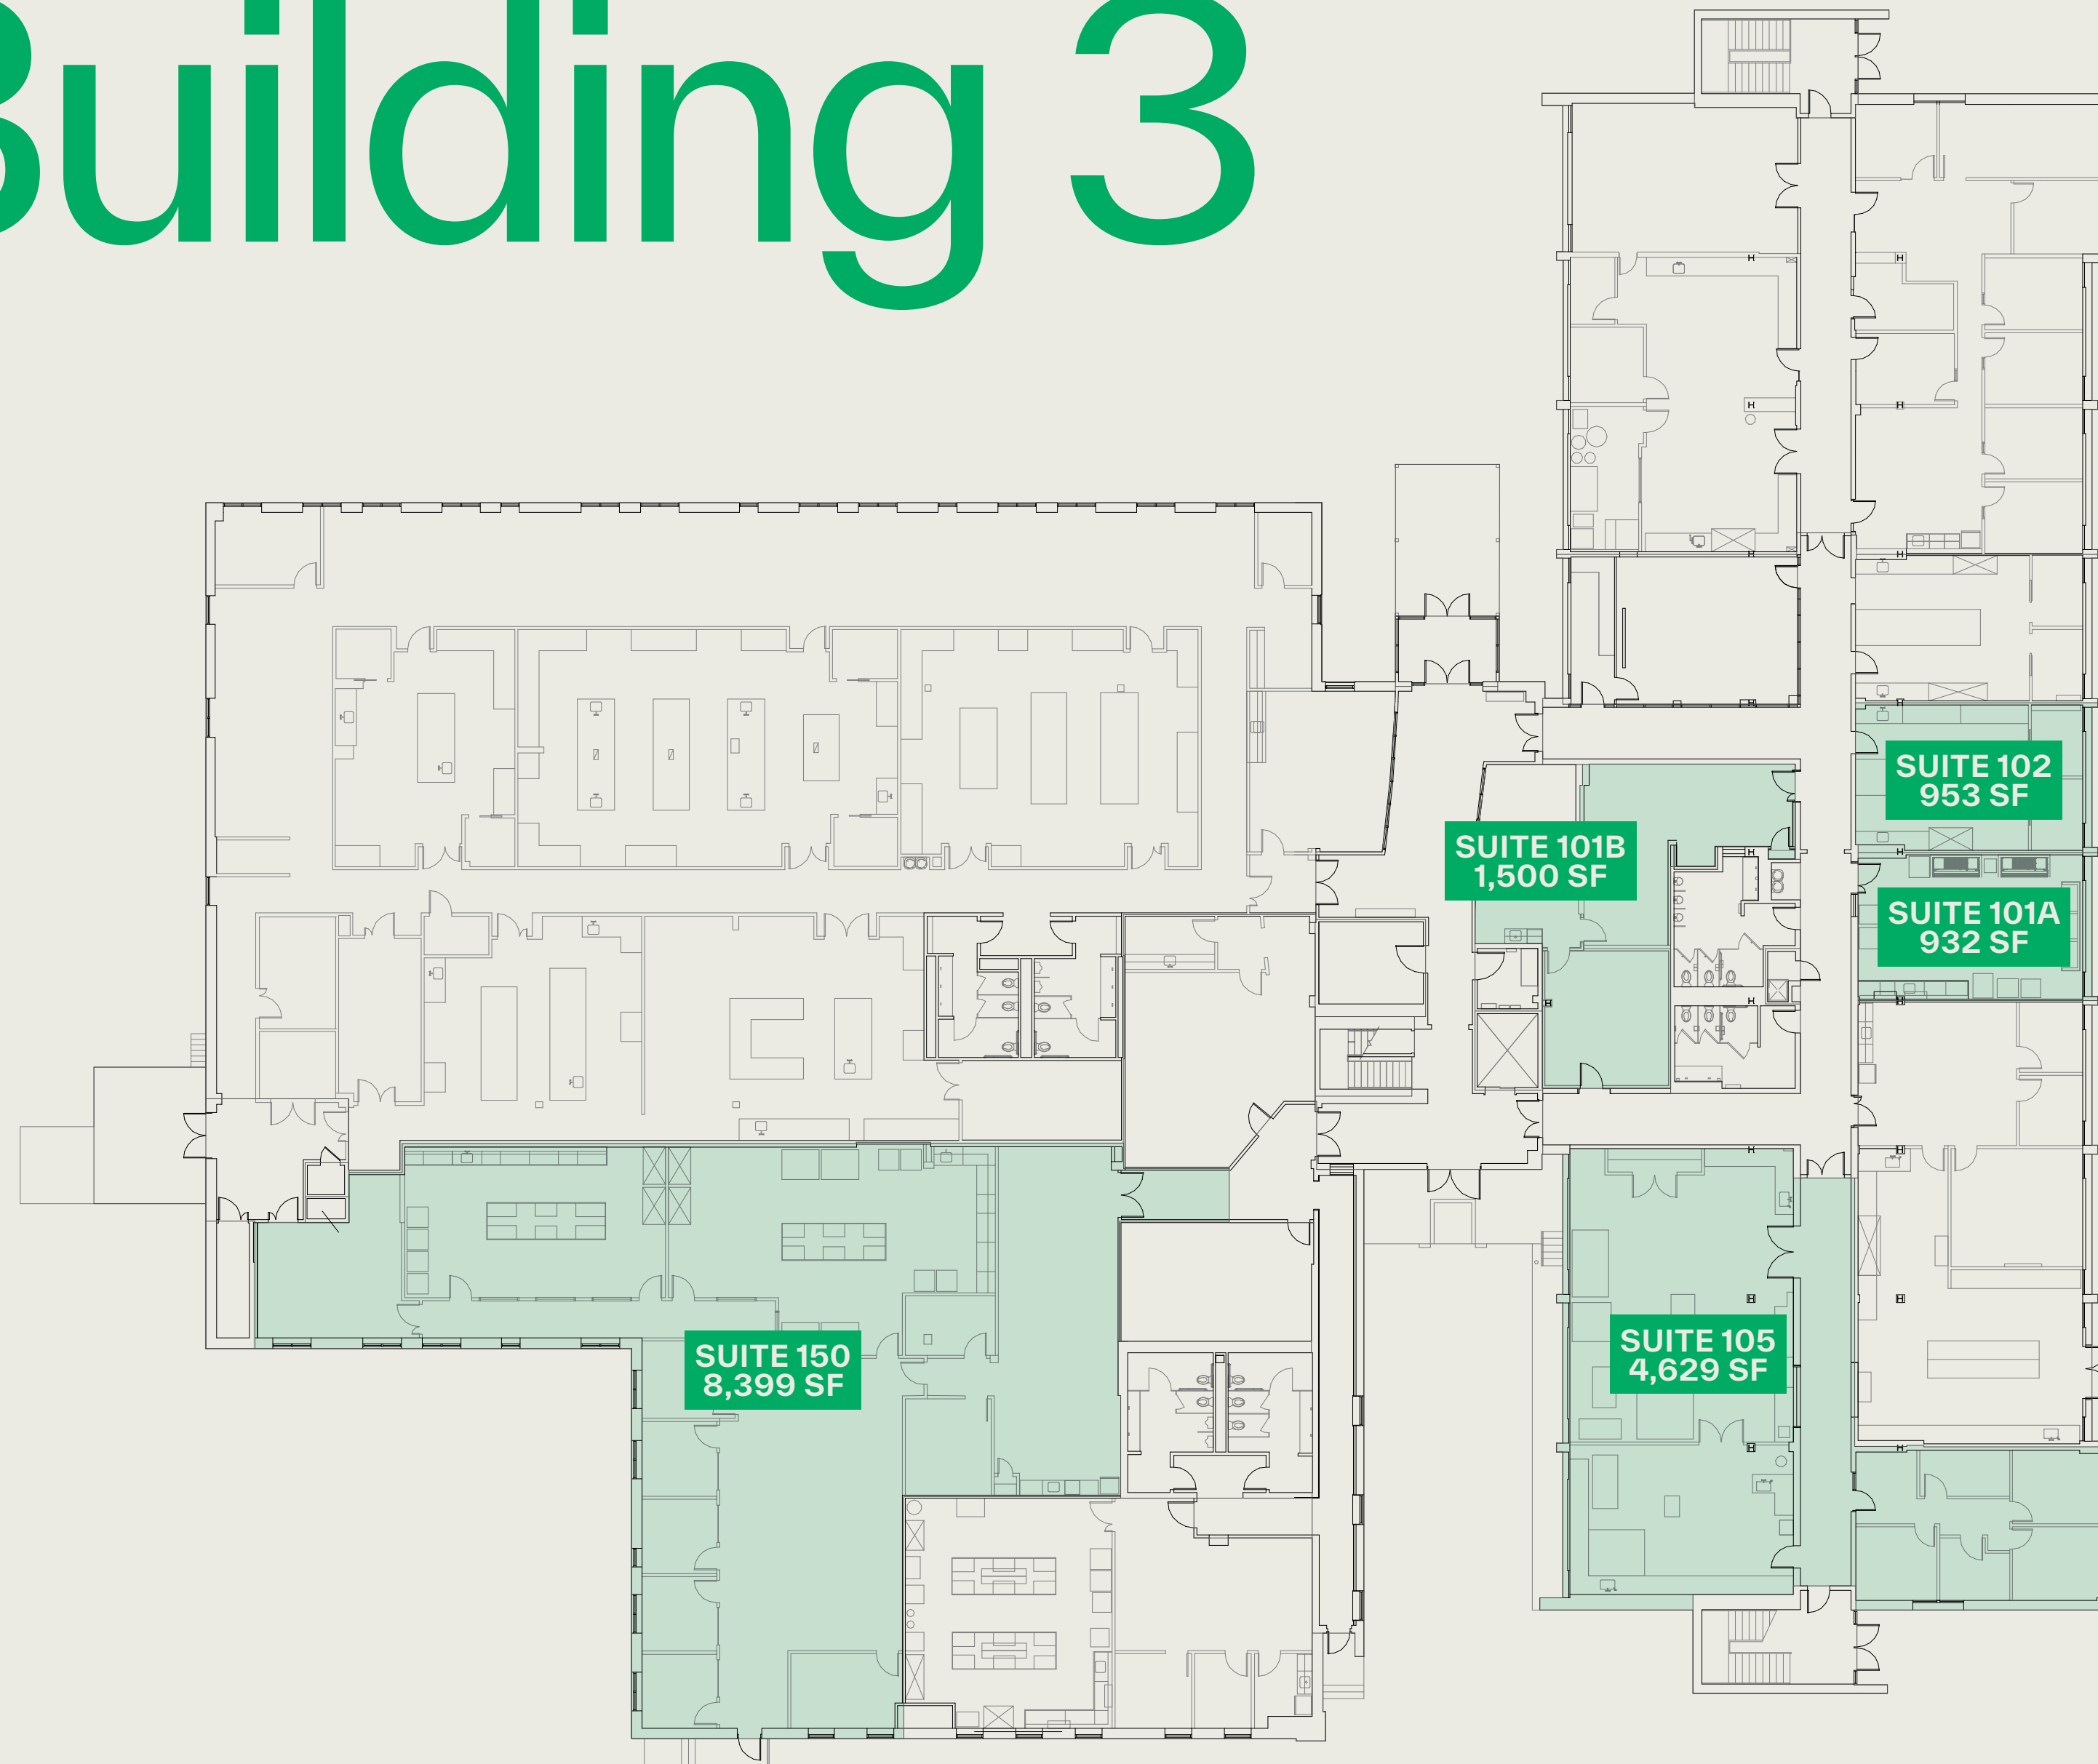 Building 3
SUITE 102
953 SF
SUITE 101B
1,500 SF
SUITE 101A
932 SF
SUITE 150
8,399 SF
SUITE 105
4,629 SF